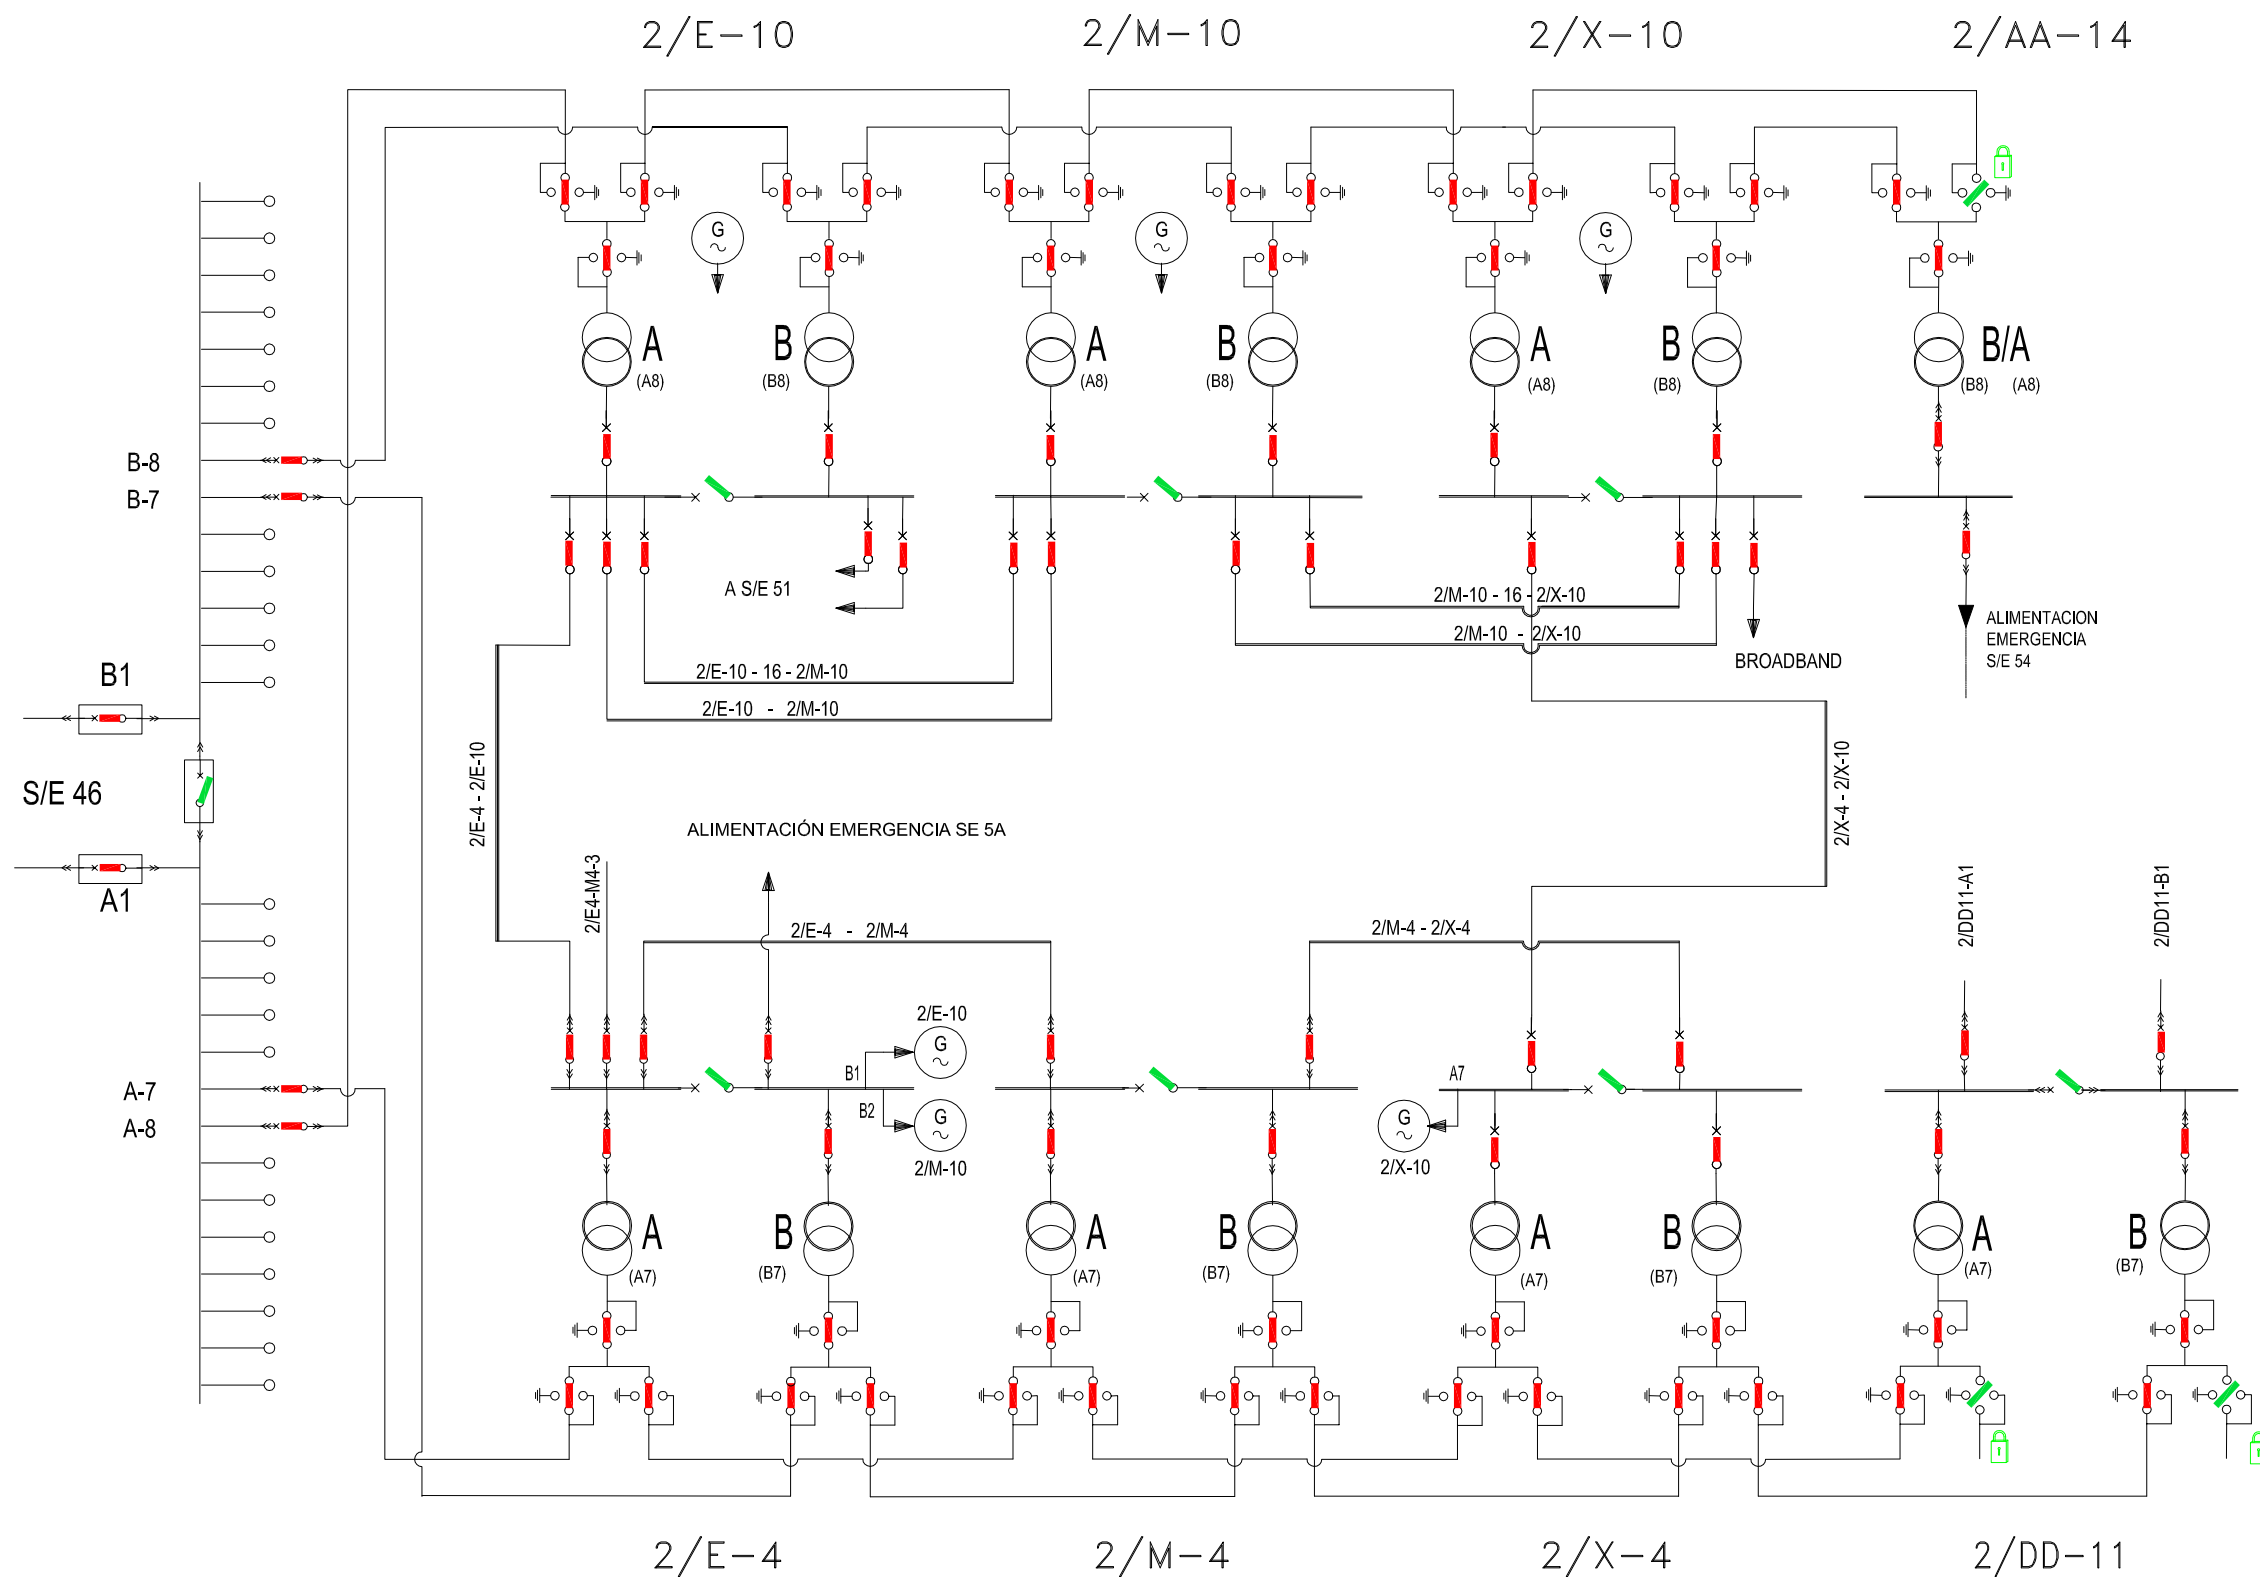 2/E-10
2/M-10
2/X-10
2/AA-14
G
G
G
A
(A8)
B
(B8)
A
(A8)
B
(B8)
A
(A8)
B
(B8)
B/A
(B8)
(A8)
B-8
B-7
A S/E 51
2/M-10 - 16 - 2/X-10
2/M-10 - 2/X-10
BROADBAND
ALIMENTACION
EMERGENCIA
S/E 54
2/E-10 - 16 - 2/M-10
2/E-10 - 2/M-10
B1
S/E 46
A1
2/E-4 - 2/E-10
2/X-4 - 2/X-10
ALIMENTACIÓN EMERGENCIA SE 5A
2/E4-M4-3
2/E-4 - 2/M-4
2/M-4 - 2/X-4
2/DD11-A1
2/DD11-B1
2/E-10
G
B1
B2
G
2/M-10
A7
G
2/X-10
A-7
A-8
A
(A7)
B
(B7)
A
(A7)
B
(B7)
A
(A7)
B
(B7)
A
(A7)
B
(B7)
2/E-4
2/M-4
2/X-4
2/DD-11